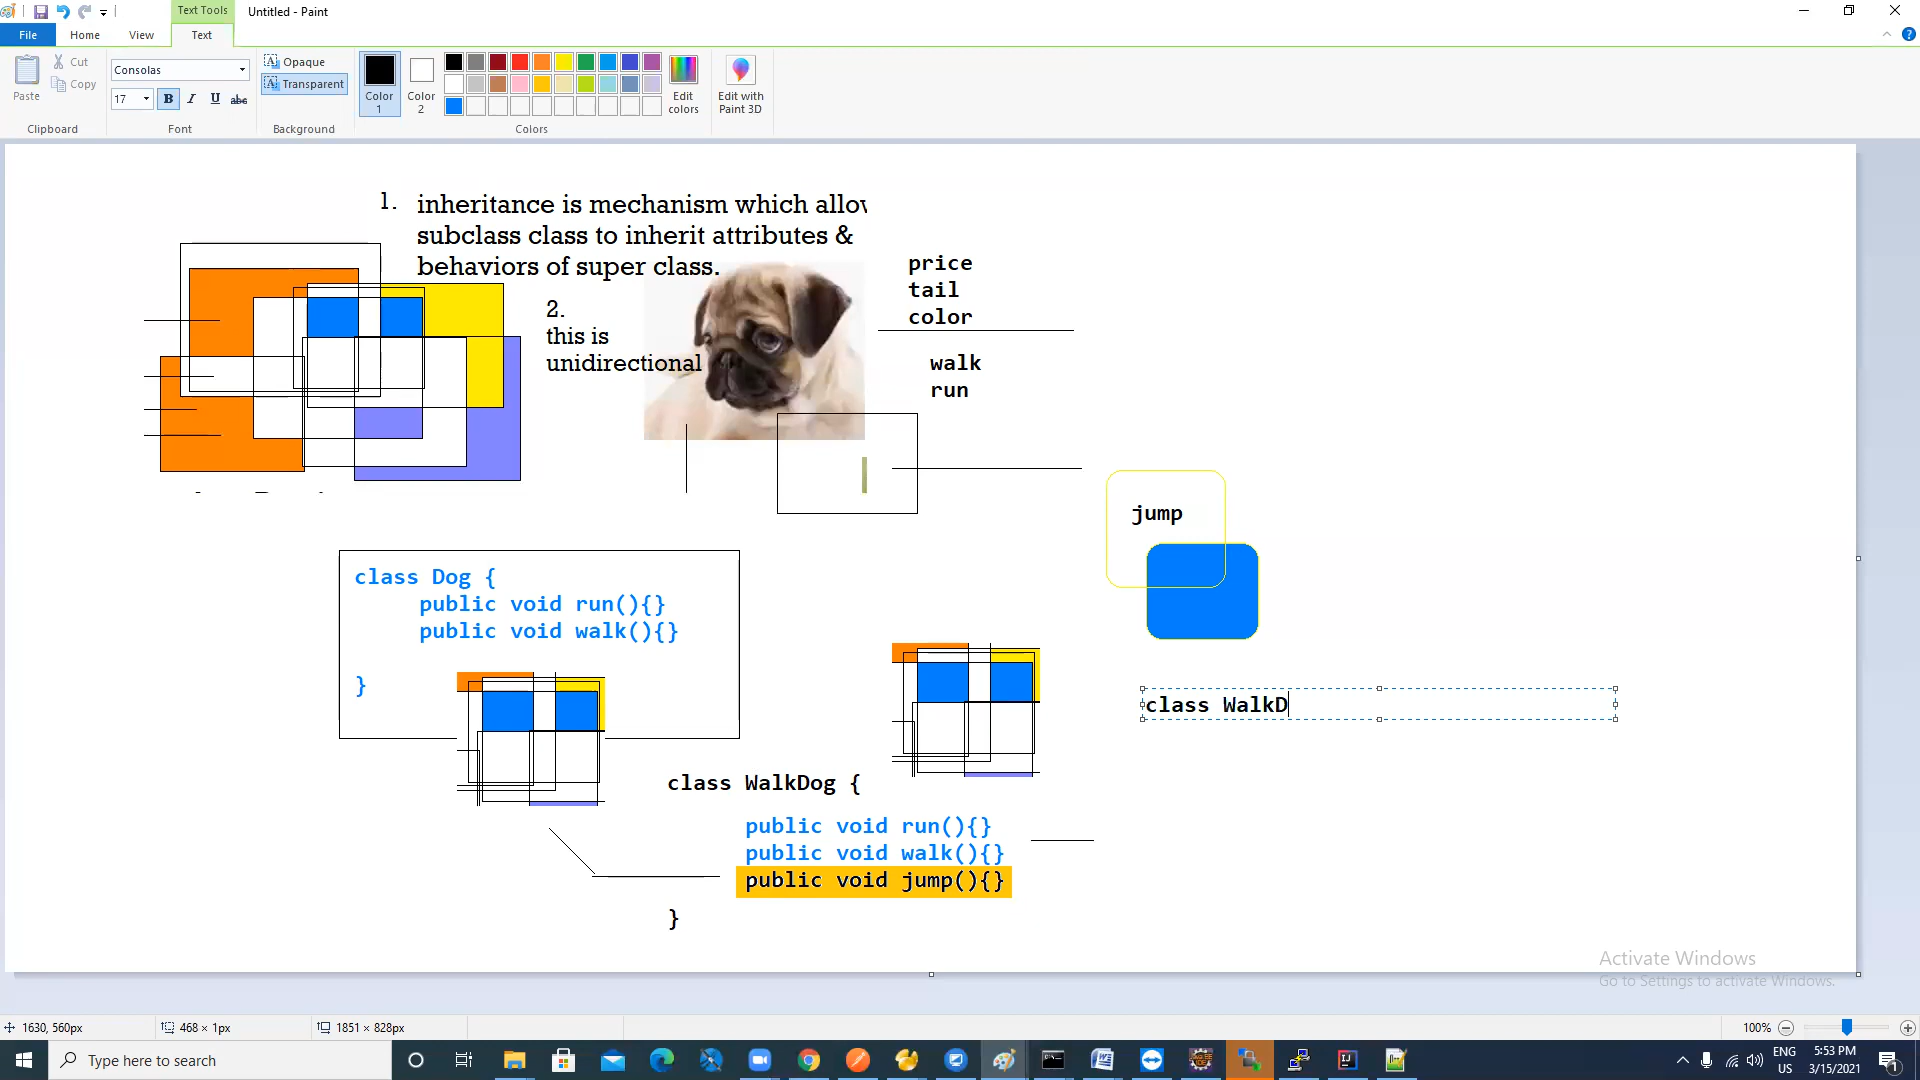 Text Tools
Untitled - Paint
File
Home
View
Text
Paste
Cut
Copy
Clipboard
Consolas
17
B
I
U
abc
Font
Opaque
Transparent
Background
Color
1
Color
2
Edit
colors
Colors
Edit with
Paint 3D
1.
inheritance is mechanism which allow
subclass class to inherit attributes &
behaviors of super class.
2.
this is
unidirectional
price
tail
color
walk
run
jump
class Dog {
public void run(){}
public void walk(){}
}
class WalkD
class WalkDog {
public void run(){}
public void walk(){}
public void jump(){}
}
Activate Windows
Go to Settings to activate Windows.
1630, 560px
468 × 1px
1851 × 828px
100%
Type here to search
ENG
US
5:53 PM
3/15/2021
1